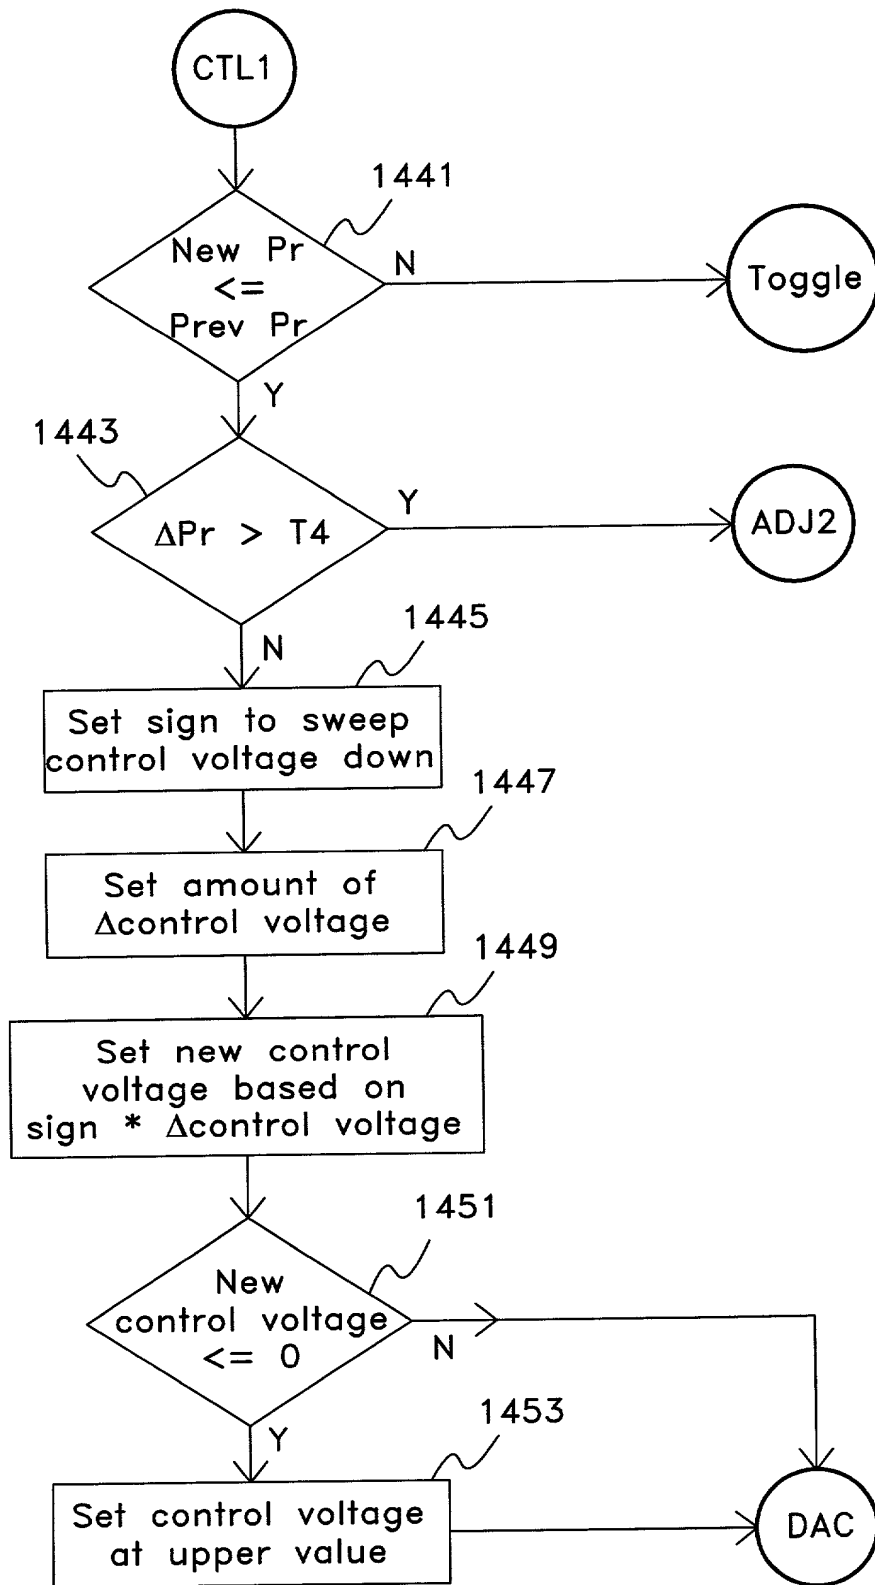 CTL1
1441
New Pr
<=
Prev Pr
N
Toggle
Y
1443
ΔPr > T4
Y
ADJ2
N
1445
Set sign to sweep
control voltage down
1447
Set amount of
Δcontrol voltage
1449
Set new control
voltage based on
sign * Δcontrol voltage
1451
New
control voltage
<= 0
N
Y
1453
Set control voltage
at upper value
DAC